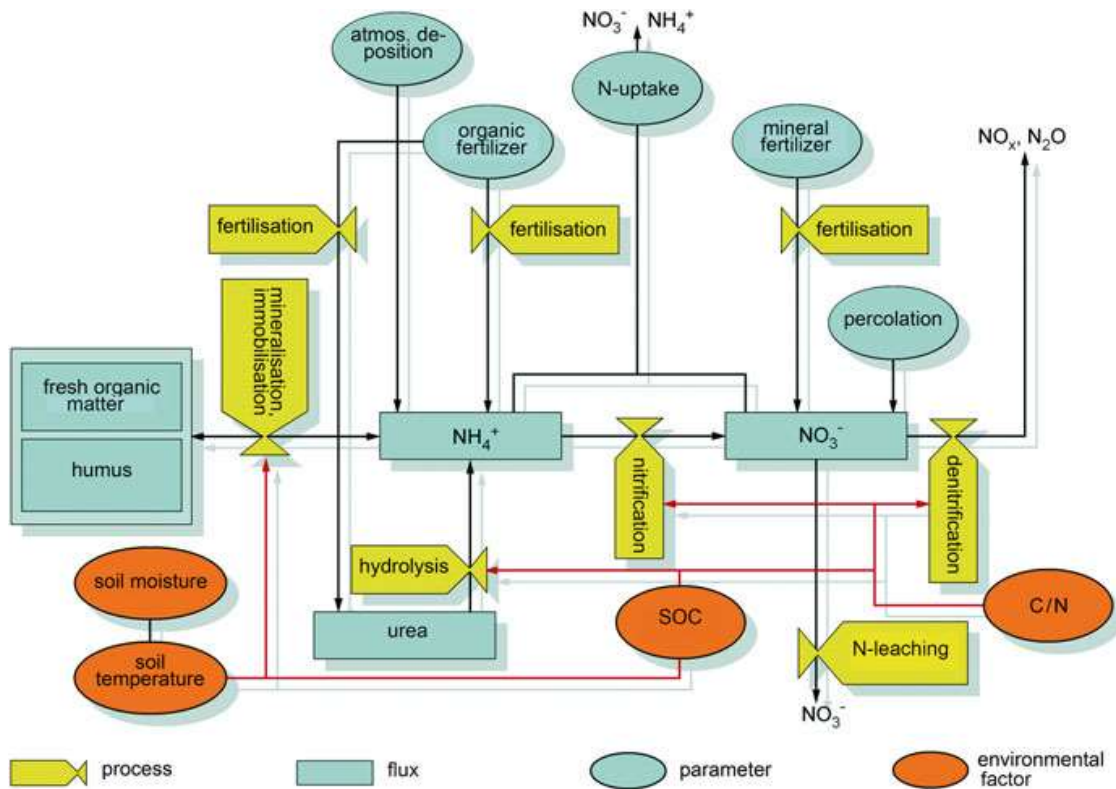 NO₃⁻ NH₄⁺
atmos, de-
position
N-uptake
organic
fertilizer
mineral
fertilizer
NOₓ, N₂O
fertilisation
fertilisation
fertilisation
mineralisation,
immobilisation,
percolation
fresh organic
matter
humus
NH₄⁺
NO₃⁻
nitrification
denitrification
hydrolysis
soil moisture
soil
temperature
urea
SOC
C/N
N-leaching
NO₃⁻
process
flux
parameter
environmental
factor